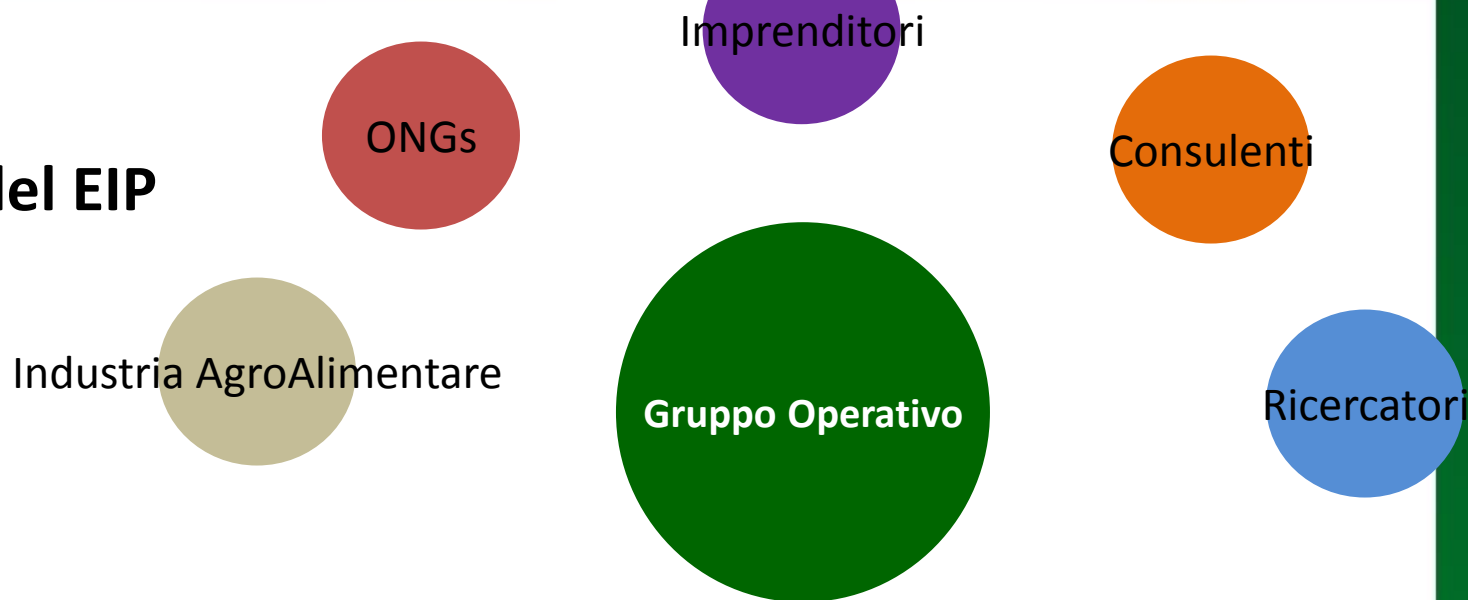 Imprenditori
ONGs
Consulenti
del EIP
Industria AgroAlimentare
Gruppo Operativo
Ricercatori